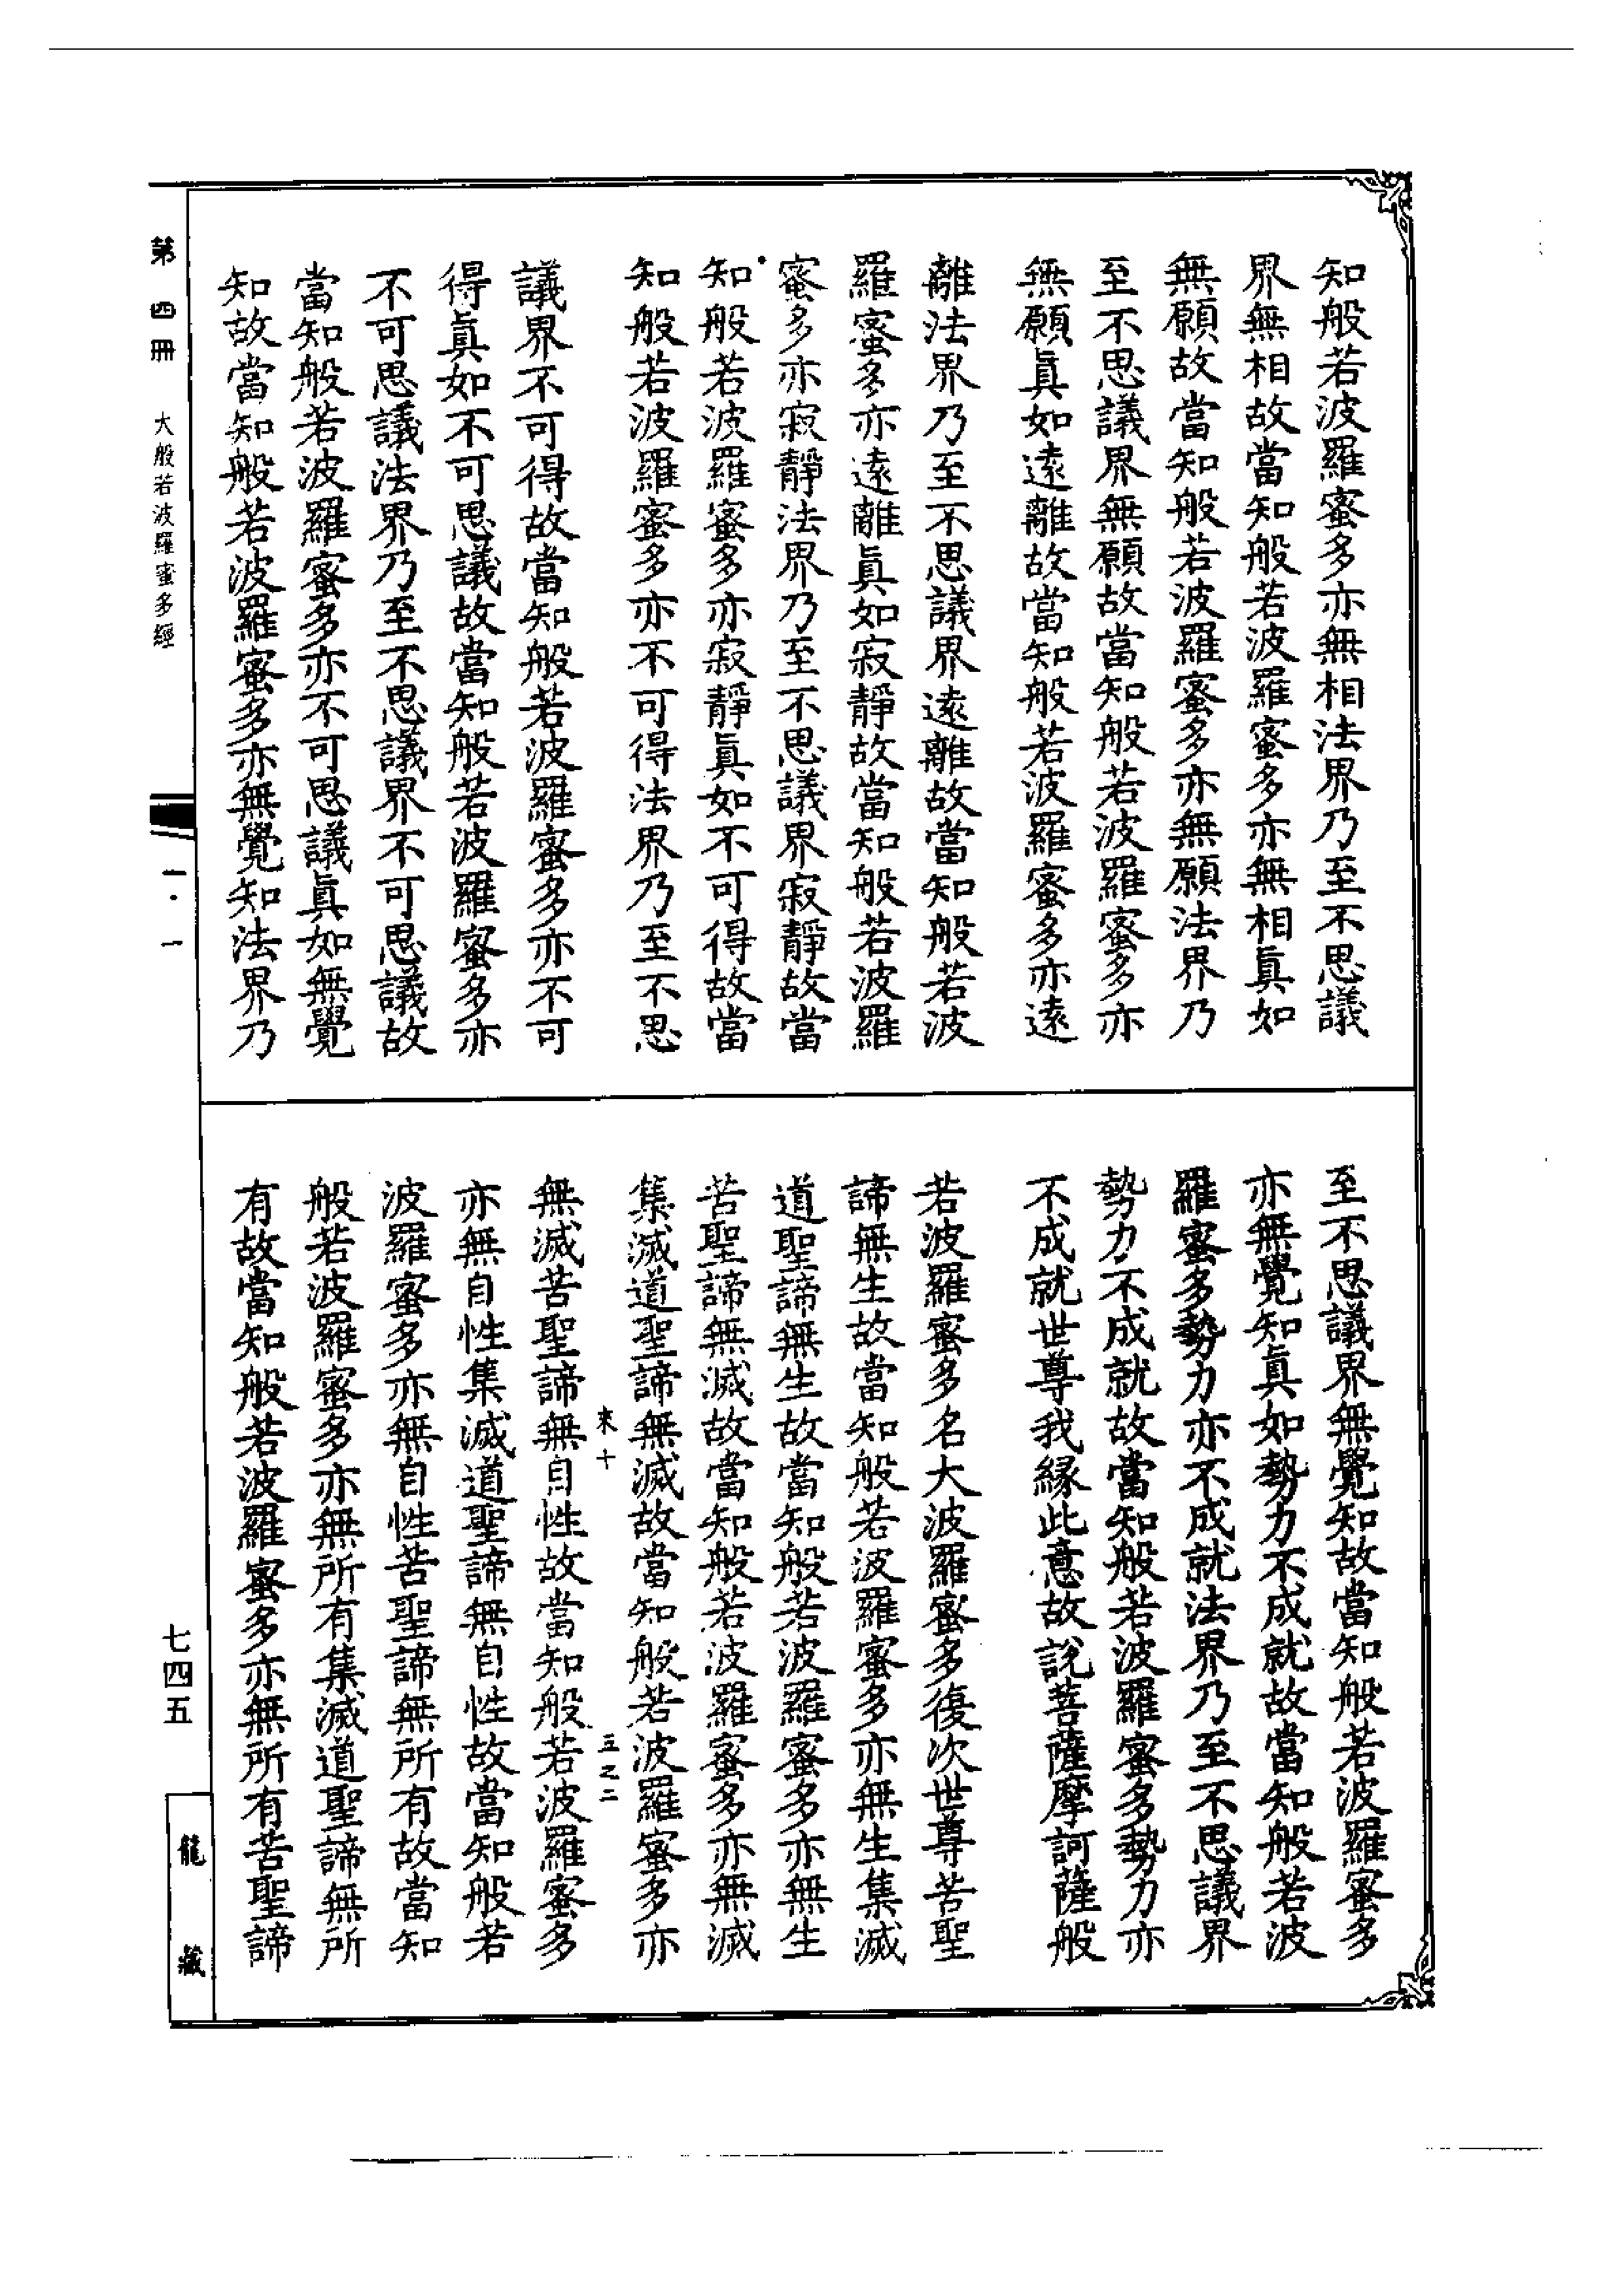 知般若波羅蜜多亦無相法界乃至不思議
界無相故當知般若波羅蜜多亦無相眞如
無願故當知般若波羅蜜多亦無願法界乃
至不思議界無願故當知般若波羅蜜多亦
無願眞如遠離故當知般若波羅蜜多亦遠
離法界乃至不思議界遠離故當知般若波
羅蜜多亦遠離眞如寂靜故當知般若波羅
蜜多亦寂靜法界乃至不思議界寂靜故當
知般若波羅蜜多亦寂靜眞如不可得故當
知般若波羅蜜多亦不可得法界乃至不思
議界不可得故當知般若波羅蜜多亦不可
得眞如不可思議故當知般若波羅蜜多亦
不可思議法界乃至不思議界不可思議故
當知般若波羅蜜多亦不可思議眞如無覺
知故當知般若波羅蜜多亦無覺知法界乃
至不思議界無覺知故當知般若波羅蜜多
亦無覺知眞如勢力不成就故當知般若波
羅蜜多勢力亦不成就法界乃至不思議界
勢力不成就故當知般若波羅蜜多勢力亦
不成就世尊我緣此意故說菩薩摩訶薩般
若波羅蜜多名大波羅蜜多復次世尊苦聖
諦無生故當知般若波羅蜜多亦無生集滅
道聖諦無生故當知般若波羅蜜多亦無生
苦聖諦無滅故當知般若波羅蜜多亦無滅
集滅道聖諦無滅故當知般若波羅蜜多亦
來十 五之二
無滅苦聖諦無自性故當知般若波羅蜜多
亦無自性集滅道聖諦無自性故當知般若
波羅蜜多亦無自性苦聖諦無所有故當知
般若波羅蜜多亦無所有集滅道聖諦無所
有故當知般若波羅蜜多亦無所有苦聖諦
第四冊 大般若波羅蜜多經
一·一
七四五
龍藏